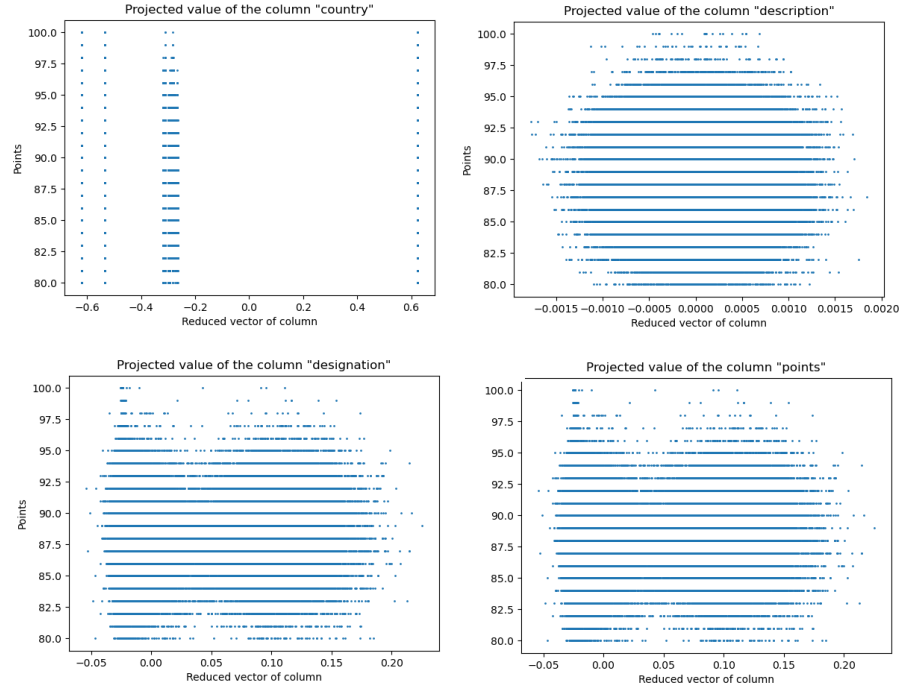 Projected value of the column "country"
100.0
97.5
95.0
92.5
90.0
87.5
85.0
82.5
80.0
Points
−0.6 −0.4 −0.2 0.0 0.2 0.4 0.6
Reduced vector of column
Projected value of the column "description"
100.0
97.5
95.0
92.5
90.0
87.5
85.0
82.5
80.0
Points
−0.0015 −0.0010 −0.0005 0.0000 0.0005 0.0010 0.0015 0.0020
Reduced vector of column
Projected value of the column "designation"
100.0
97.5
95.0
92.5
90.0
87.5
85.0
82.5
80.0
Points
−0.05 0.00 0.05 0.10 0.15 0.20
Reduced vector of column
Projected value of the column "points"
100.0
97.5
95.0
92.5
90.0
87.5
85.0
82.5
80.0
−0.05 0.00 0.05 0.10 0.15 0.20
Reduced vector of column